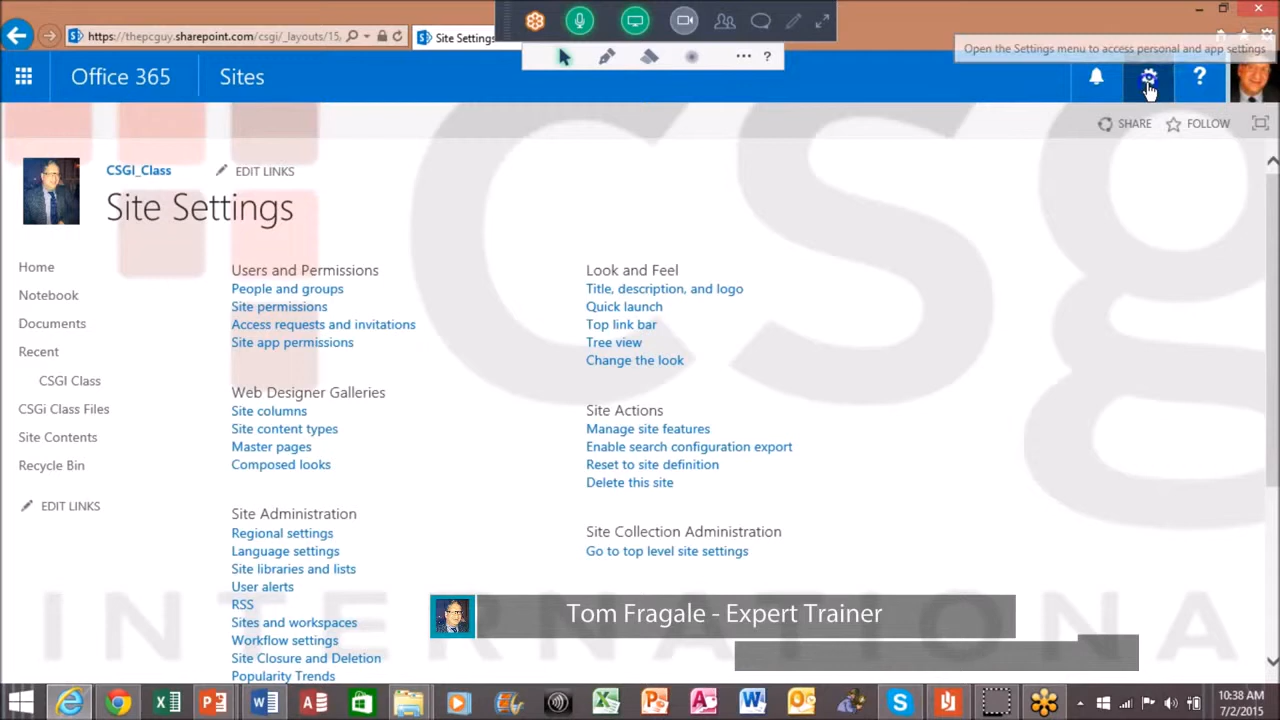 https://thepcguy.sharepoint.com/csgi/_layouts/15/
Site Settings
Open the Settings menu to access personal and app settings
Office 365
Sites
?
SHARE
FOLLOW
CSGI_Class
EDIT LINKS
Site Settings
Home
Notebook
Documents
Recent
CSGI Class
CSGi Class Files
Site Contents
Recycle Bin
EDIT LINKS
Users and Permissions
People and groups
Site permissions
Access requests and invitations
Site app permissions
Web Designer Galleries
Site columns
Site content types
Master pages
Composed looks
Site Administration
Regional settings
Language settings
Site libraries and lists
User alerts
RSS
Sites and workspaces
Workflow settings
Site Closure and Deletion
Popularity Trends
Look and Feel
Title, description, and logo
Quick launch
Top link bar
Tree view
Change the look
Site Actions
Manage site features
Enable search configuration export
Reset to site definition
Delete this site
Site Collection Administration
Go to top level site settings
csg
INTERNATIONA
Tom Fragale - Expert Trainer
10:38 AM
7/2/2015